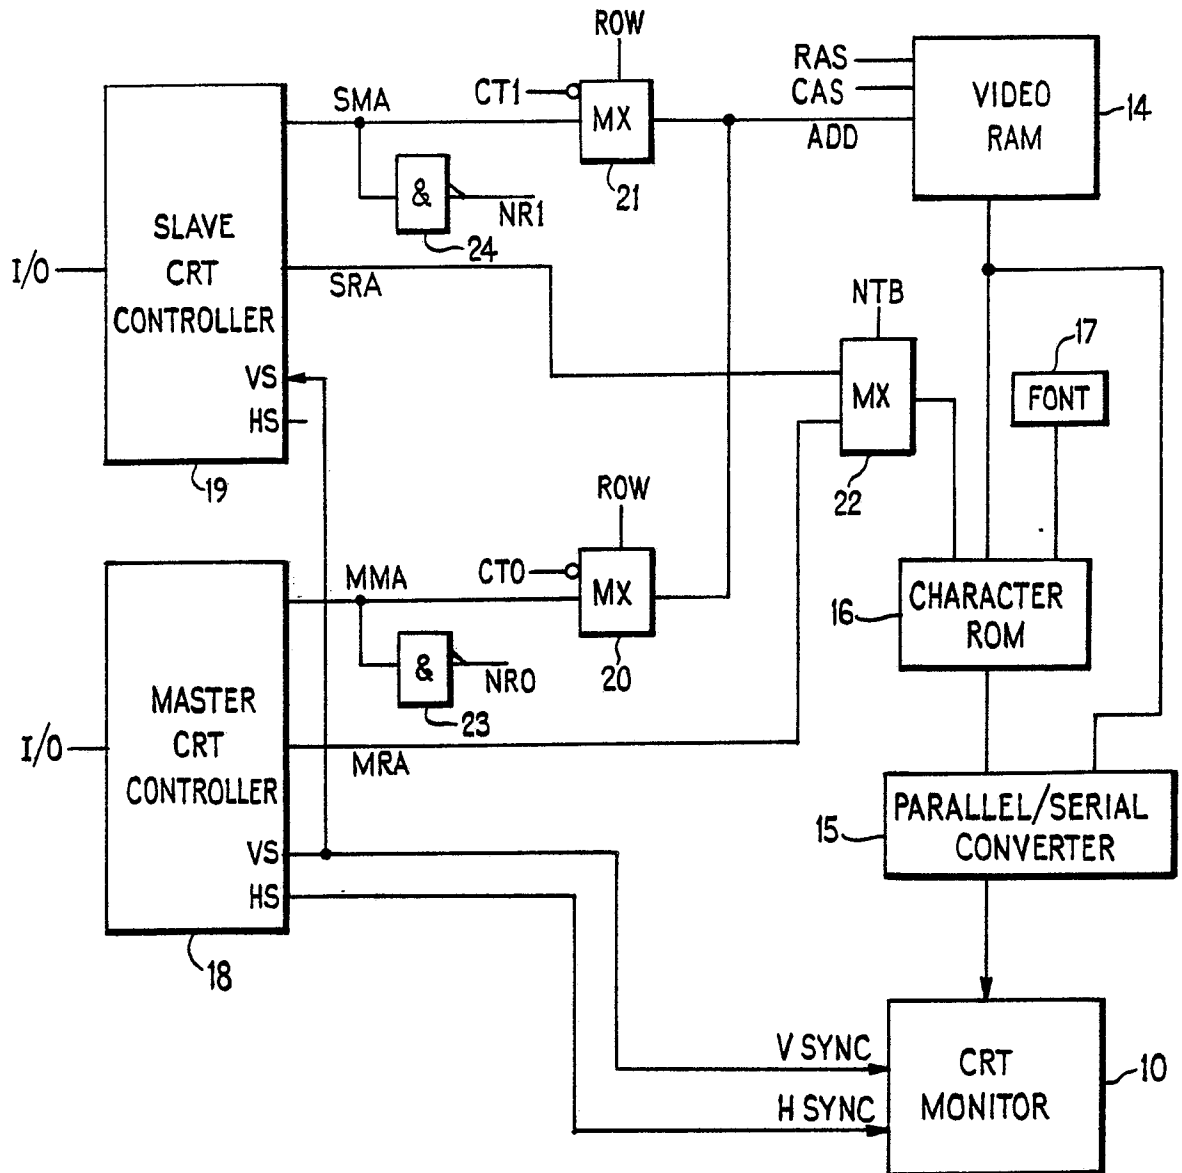 ROW
RAS
CAS
ADD
VIDEO
RAM
14
SMA
CT1
MX
21
&
NR1
24
SLAVE
CRT
CONTROLLER
I/O
SRA
VS
HS
19
NTB
MX
22
17
FONT
ROW
MMA
CT0
MX
20
&
NR0
23
16
CHARACTER
ROM
MASTER
CRT
CONTROLLER
I/O
MRA
VS
HS
18
15
PARALLEL/SERIAL
CONVERTER
V SYNC
H SYNC
CRT
MONITOR
10